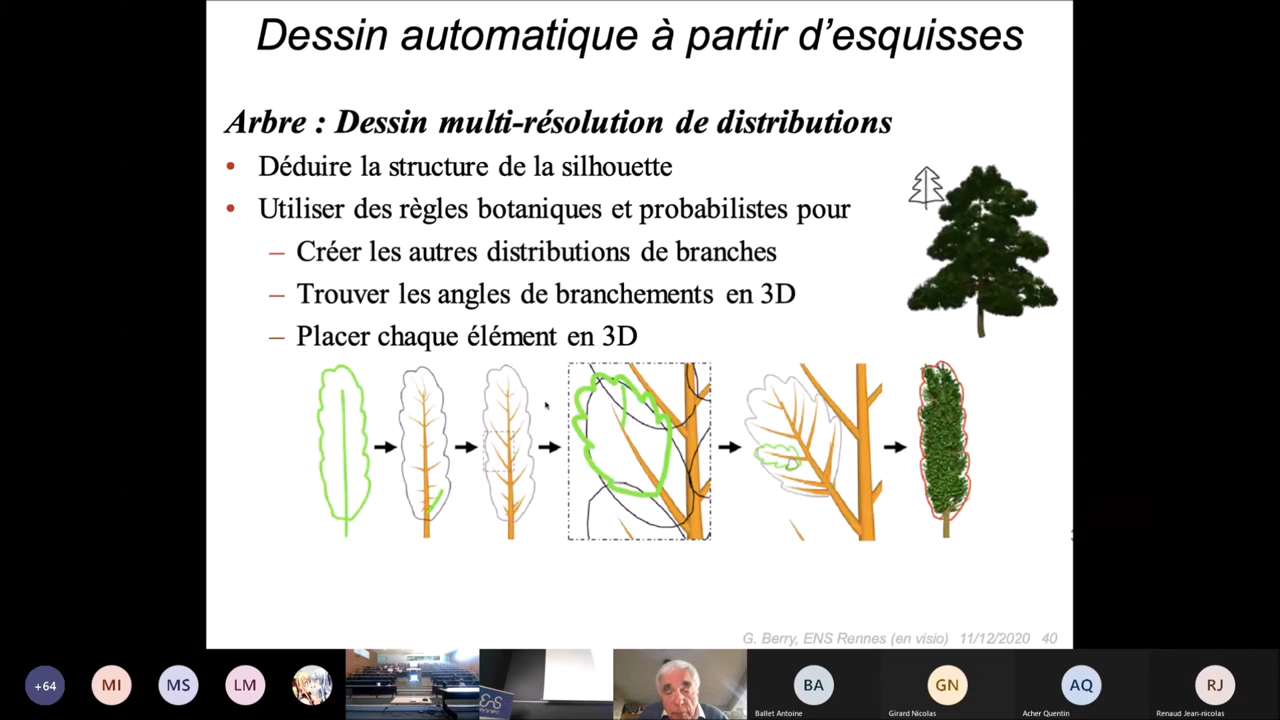 Dessin automatique à partir d'esquisses
Arbre : Dessin multi-résolution de distributions
• Déduire la structure de la silhouette
• Utiliser des règles botaniques et probabilistes pour
– Créer les autres distributions de branches
– Trouver les angles de branchements en 3D
– Placer chaque élément en 3D
G. Berry, ENS Rennes (en visio) 11/12/2020 40
+64 MI MS LM BA GN AQ RJ
Ballet Antoine Girard Nicolas Acher Quentin Renaud Jean-nicolas